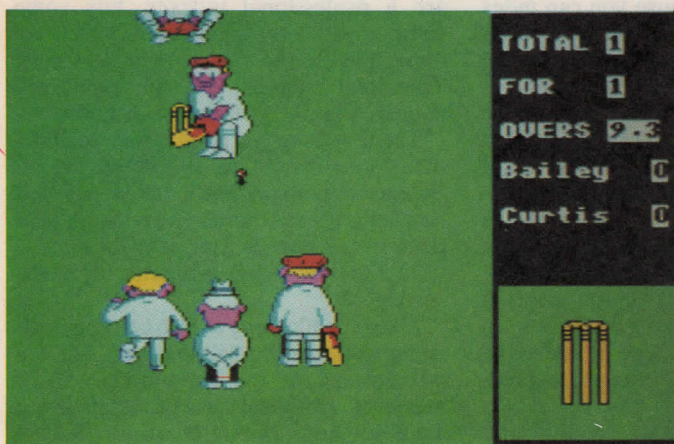 TOTAL 1
FOR 1
OVERS 9.3
Bailey 0
Curtis 0